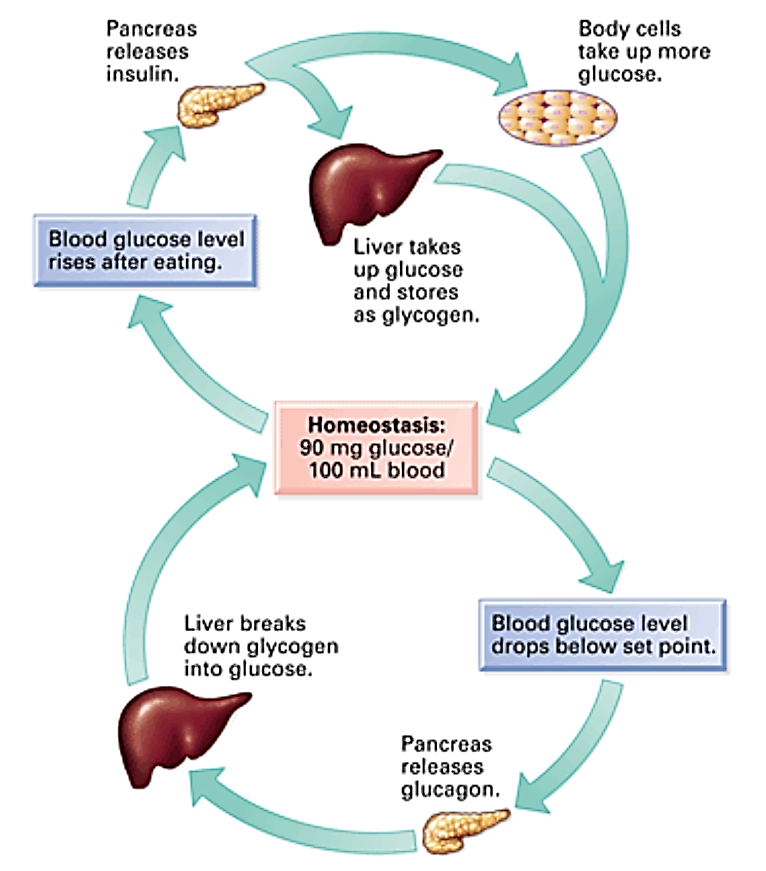 Pancreas
releases
insulin.
Body cells
take up more
glucose.
Blood glucose level
rises after eating.
Liver takes
up glucose
and stores
as glycogen.
Homeostasis:
90 mg glucose/
100 mL blood
Blood glucose level
drops below set point.
Liver breaks
down glycogen
into glucose.
Pancreas
releases
glucagon.